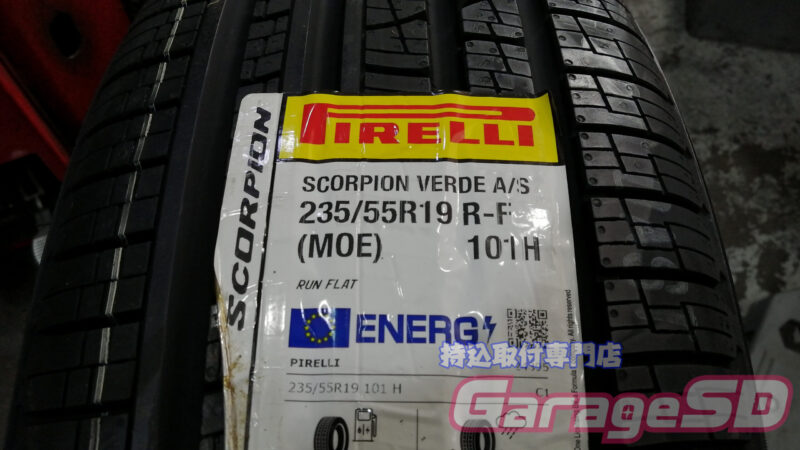 PIRELLI
SCORPION
SCORPION VERDE A/S
235/55R19 R-F
(MOE) 101H
RUN FLAT
ENERG
持込取付専門店
PIRELLI
235/55R19 101 H C1
GarageSD